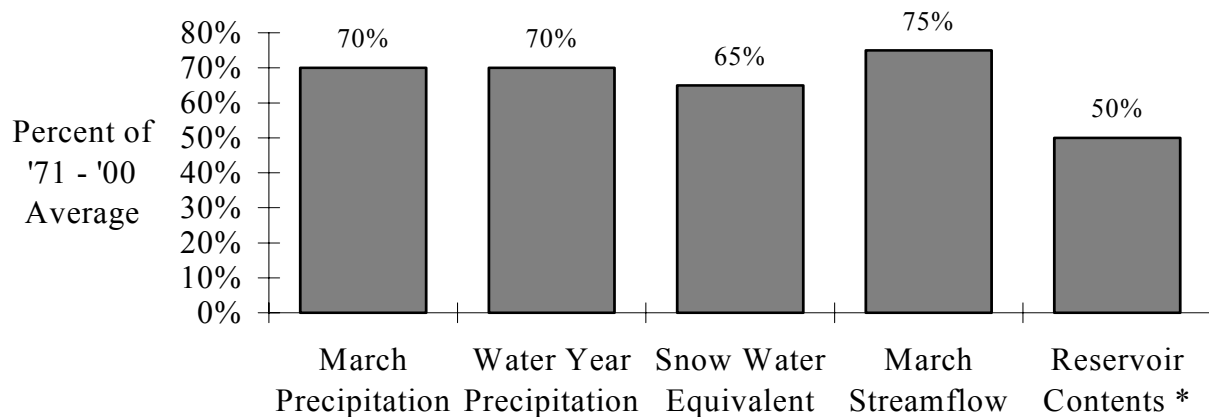 Percent of
'71 - '00
Average
80%
70%
60%
50%
40%
30%
20%
10%
0%
70%
70%
65%
75%
50%
March
Precipitation
Water Year
Precipitation
Snow Water
Equivalent
March
Streamflow
Reservoir
Contents *